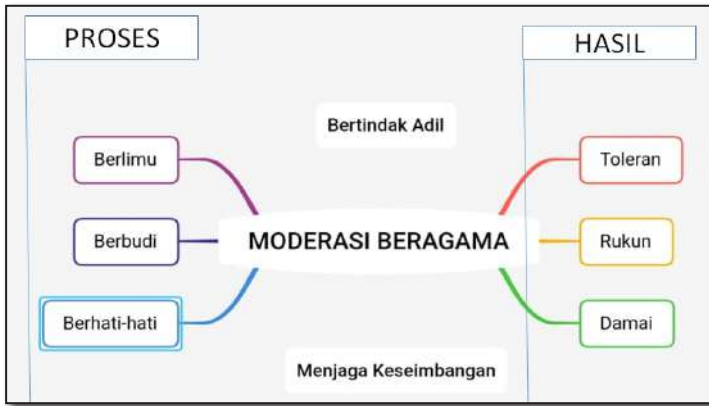 PROSES
HASIL
Bertindak Adil
Berlimu
Toleran
Berbudi
MODERASI BERAGAMA
Rukun
Berhati-hati
Damai
Menjaga Keseimbangan